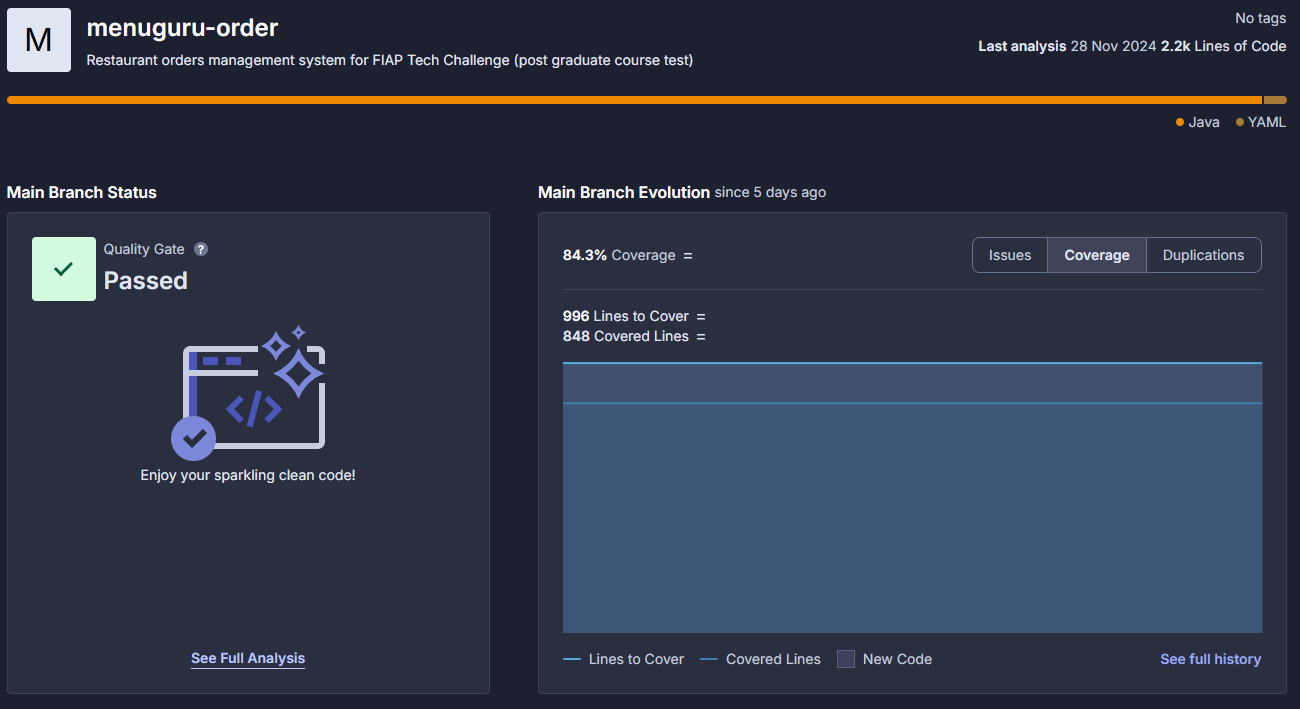 M
menuguru-order
Restaurant orders management system for FIAP Tech Challenge (post graduate course test)
No tags
Last analysis 28 Nov 2024 2.2k Lines of Code
Java YAML
Main Branch Status
Quality Gate ?
Passed
</>
Enjoy your sparkling clean code!
See Full Analysis
Main Branch Evolution since 5 days ago
84.3% Coverage =
Issues Coverage Duplications
996 Lines to Cover =
848 Covered Lines =
Lines to Cover Covered Lines New Code
See full history